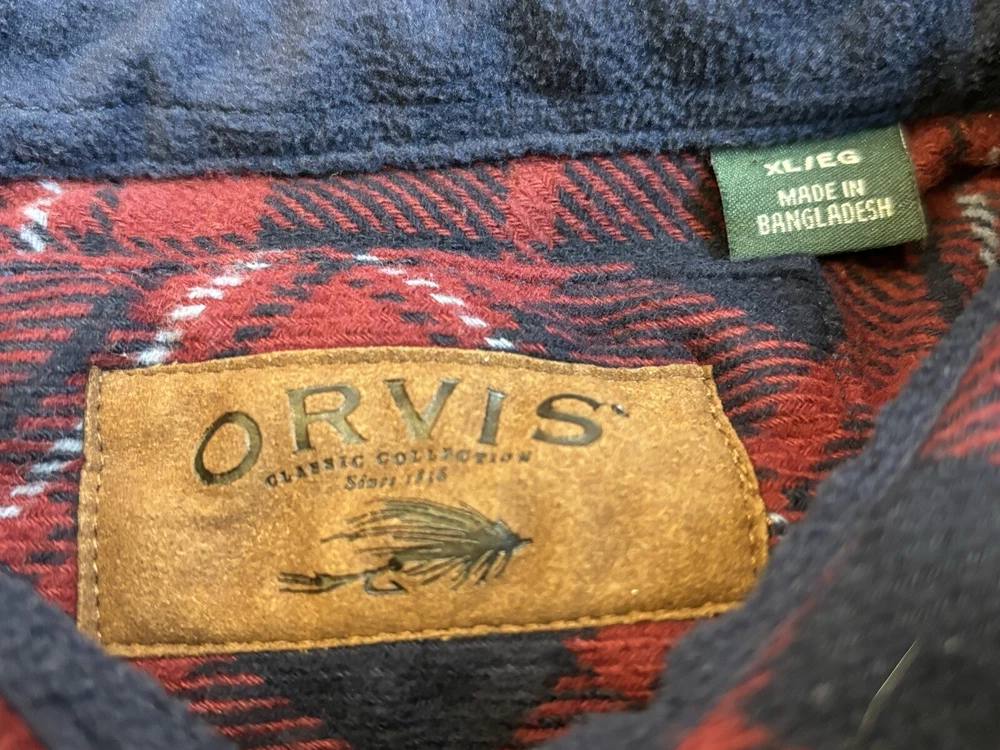 XL/EG
MADE IN
BANGLADESH
ORVIS
CLASSIC COLLECTION
Since 1856